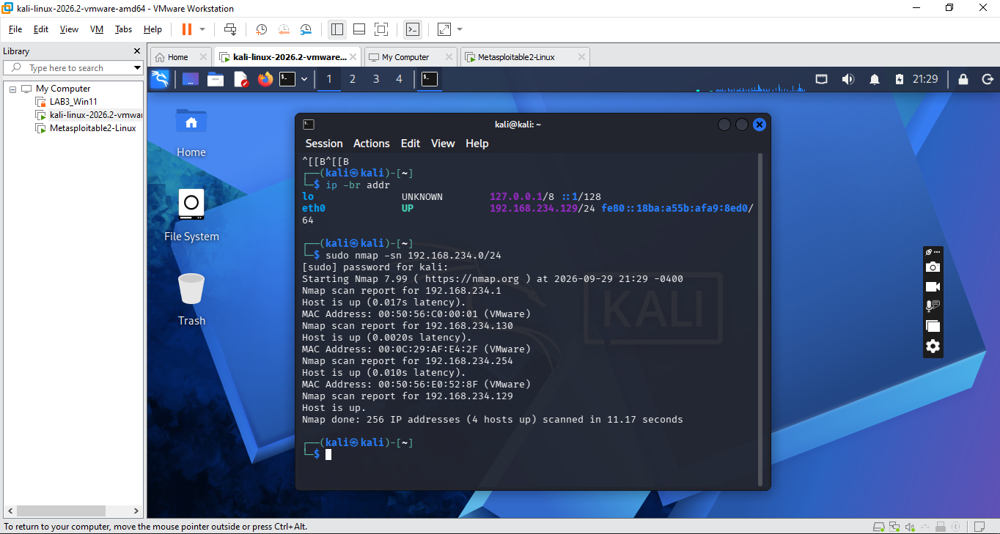 kali-linux-2026.2-vmware-amd64 - VMware Workstation
File Edit View VM Tabs Help
Library
Type here to search
My Computer
LAB3_Win11
kali-linux-2026.2-vmwar
Metasploitable2-Linux
Home
kali-linux-2026.2-vmware...
My Computer
Metasploitable2-Linux
1 2 3 4
21:29
Home
File System
Trash
kali@kali: ~
Session Actions Edit View Help
^[[B^[[B
┌──(kali㉿kali)-[~]
└─$ ip -br addr
lo UNKNOWN 127.0.0.1/8 ::1/128
eth0 UP 192.168.234.129/24 fe80::18ba:a55b:afa9:8ed0/
64
┌──(kali㉿kali)-[~]
└─$ sudo nmap -sn 192.168.234.0/24
[sudo] password for kali:
Starting Nmap 7.99 ( https://nmap.org ) at 2026-09-29 21:29 -0400
Nmap scan report for 192.168.234.1
Host is up (0.017s latency).
MAC Address: 00:50:56:C0:00:01 (VMware)
Nmap scan report for 192.168.234.130
Host is up (0.0020s latency).
MAC Address: 00:0C:29:AF:E4:2F (VMware)
Nmap scan report for 192.168.234.254
Host is up (0.010s latency).
MAC Address: 00:50:56:E0:52:8F (VMware)
Nmap scan report for 192.168.234.129
Host is up.
Nmap done: 256 IP addresses (4 hosts up) scanned in 11.17 seconds
┌──(kali㉿kali)-[~]
└─$
KALI
To return to your computer, move the mouse pointer outside or press Ctrl+Alt.